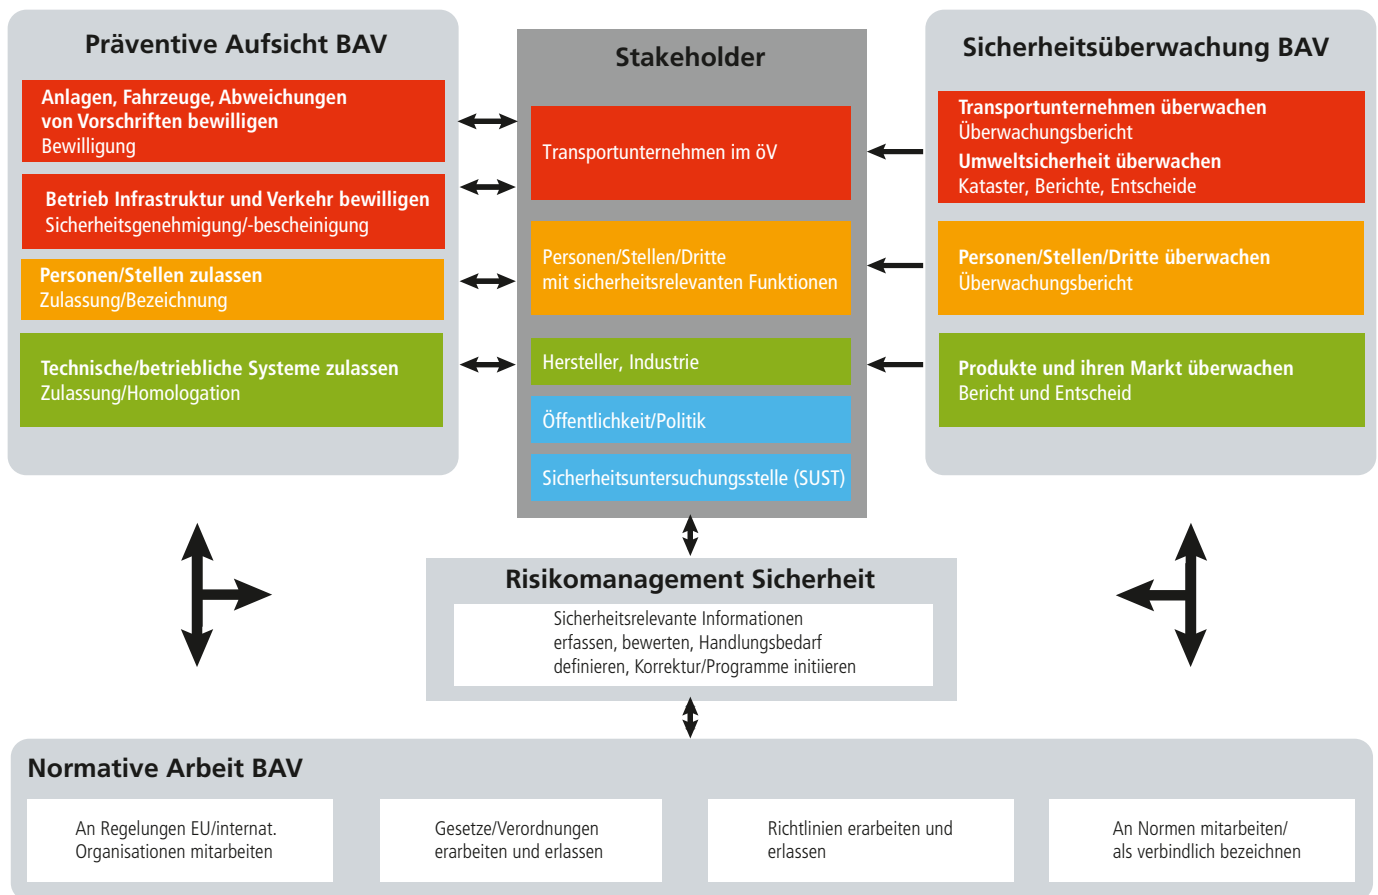 Präventive Aufsicht BAV
Anlagen, Fahrzeuge, Abweichungen
von Vorschriften bewilligen
Bewilligung
Betrieb Infrastruktur und Verkehr bewilligen
Sicherheitsgenehmigung/-bescheinigung
Personen/Stellen zulassen
Zulassung/Bezeichnung
Technische/betriebliche Systeme zulassen
Zulassung/Homologation
Stakeholder
Transportunternehmen im öV
Personen/Stellen/Dritte
mit sicherheitsrelevanten Funktionen
Hersteller, Industrie
Öffentlichkeit/Politik
Sicherheitsuntersuchungsstelle (SUST)
Sicherheitsüberwachung BAV
Transportunternehmen überwachen
Überwachungsbericht
Umweltsicherheit überwachen
Kataster, Berichte, Entscheide
Personen/Stellen/Dritte überwachen
Überwachungsbericht
Produkte und ihren Markt überwachen
Bericht und Entscheid
Risikomanagement Sicherheit
Sicherheitsrelevante Informationen
erfassen, bewerten, Handlungsbedarf
definieren, Korrektur/Programme initiieren
Normative Arbeit BAV
An Regelungen EU/internat.
Organisationen mitarbeiten
Gesetze/Verordnungen
erarbeiten und erlassen
Richtlinien erarbeiten und
erlassen
An Normen mitarbeiten/
als verbindlich bezeichnen